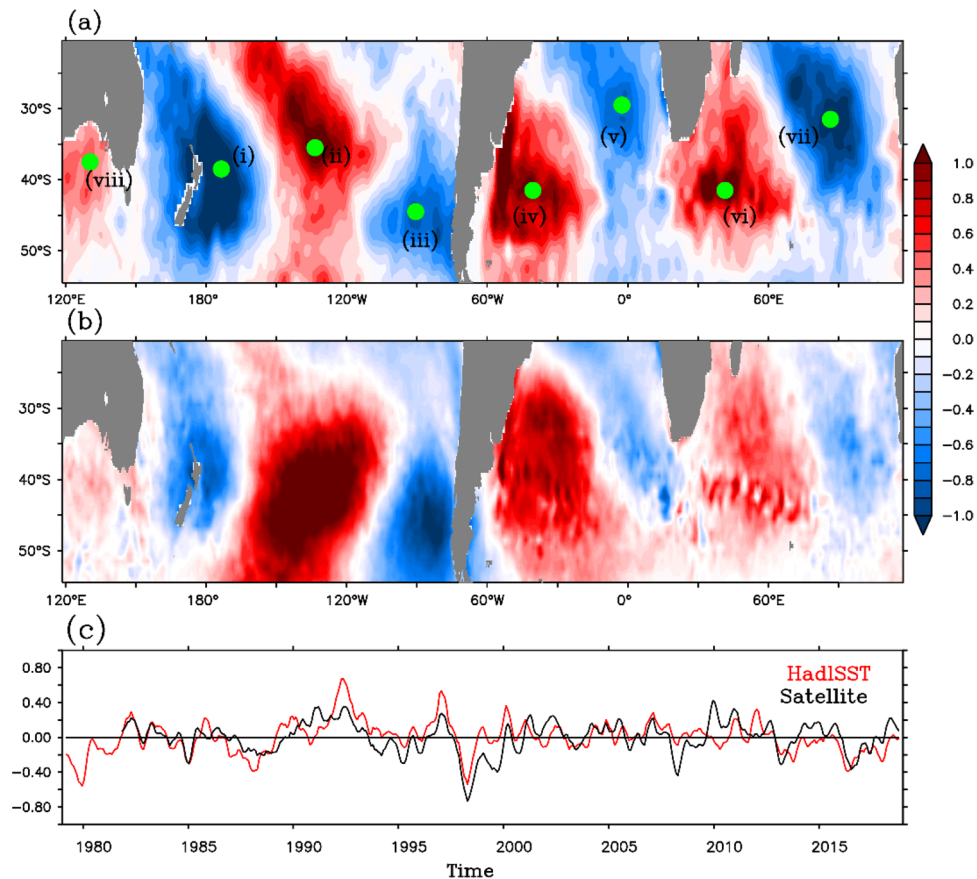 (a)
30°S
40°S
50°S
(i)
(ii)
(iii)
(iv)
(v)
(vi)
(vii)
(viii)
120°E 180° 120°W 60°W 0° 60°E
1.0
0.8
0.6
0.4
0.2
0.0
−0.2
−0.4
−0.6
−0.8
−1.0
(b)
30°S
40°S
50°S
120°E 180° 120°W 60°W 0° 60°E
(c)
0.80
0.40
0.00
−0.40
−0.80
HadlSST
Satellite
1980 1985 1990 1995 2000 2005 2010 2015
Time